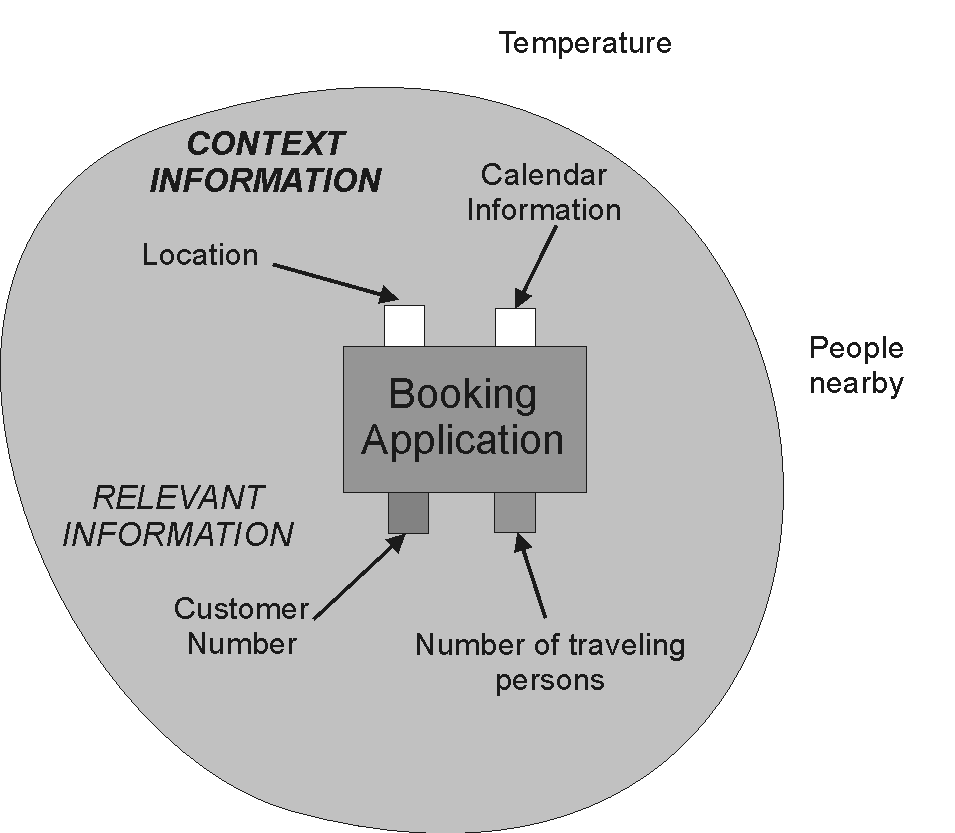 Temperature
CONTEXT
INFORMATION
Calendar
Information
Location
People
nearby
Booking
Application
RELEVANT
INFORMATION
Customer
Number
Number of traveling
persons